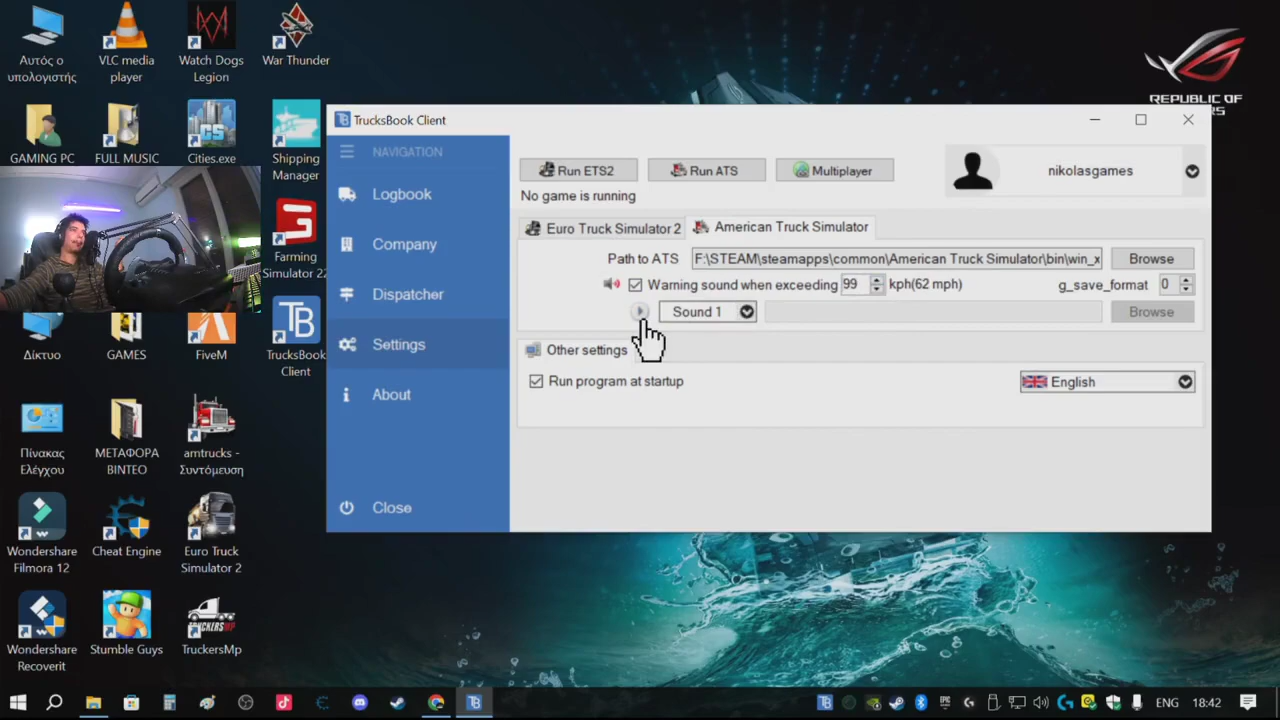 Αυτός ο
υπολογιστής
VLC media
player
Watch Dogs
Legion
War Thunder
REPUBLIC OF
GAMING PC
FULL MUSIC
Cities.exe
Shipping
Manager
Farming
Simulator 22
Δίκτυο
GAMES
FiveM
TrucksBook
Client
Πίνακας
Ελέγχου
ΜΕΤΑΦΟΡΑ
ΒΙΝΤΕΟ
amtrucks -
Συντόμευση
Wondershare
Filmora 12
Cheat Engine
Euro Truck
Simulator 2
Wondershare
Recoverit
Stumble Guys
TruckersMp
TrucksBook Client
NAVIGATION
Logbook
Company
Dispatcher
Settings
About
Close
Run ETS2
Run ATS
Multiplayer
nikolasgames
No game is running
Euro Truck Simulator 2
American Truck Simulator
Path to ATS
F:\STEAM\steamapps\common\American Truck Simulator\bin\win_x
Browse
Warning sound when exceeding 99 kph(62 mph)
g_save_format 0
Sound 1
Browse
Other settings
Run program at startup
English
ENG
18:42